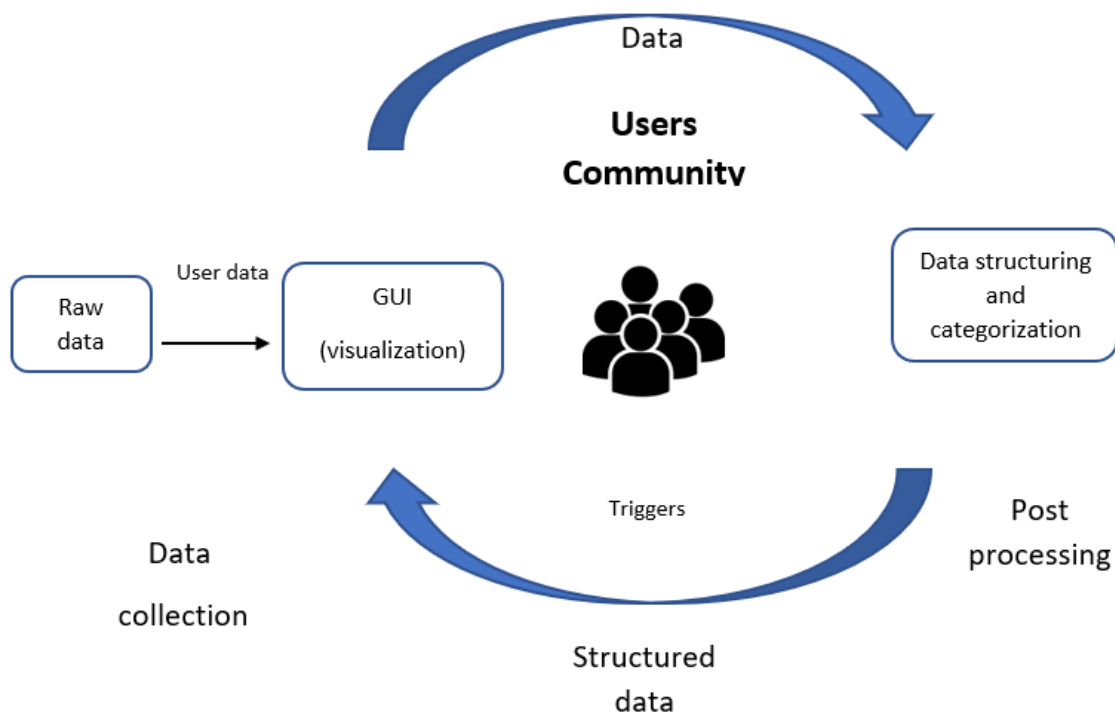 Data
Users
Community
User data
Raw
data
GUI
(visualization)
Data structuring
and
categorization
Triggers
Post
processing
Data
collection
Structured
data